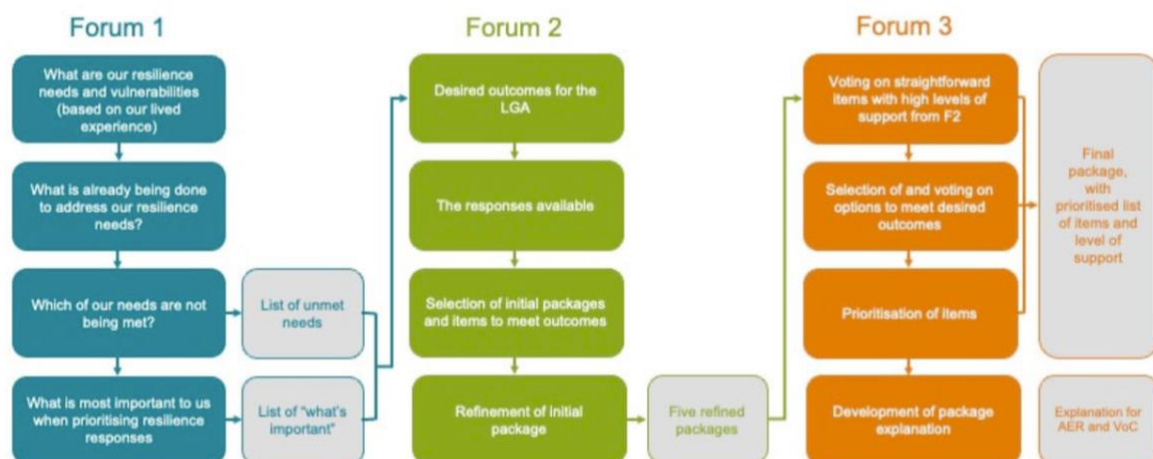 Forum 1
What are our resilience
needs and vulnerabilities
(based on our lived
experience)
What is already being done
to address our resilience
needs?
Which of our needs are not
being met?
List of unmet
needs
What is most important to us
when prioritising resilience
responses
List of “what’s
important”
Forum 2
Desired outcomes for the
LGA
The responses available
Selection of initial packages
and items to meet outcomes
Refinement of initial
package
Five refined
packages
Forum 3
Voting on straightforward
items with high levels of
support from F2
Selection of and voting on
options to meet desired
outcomes
Prioritisation of items
Development of package
explanation
Final
package,
with
prioritised list
of items and
level of
support
Explanation for
AER and VoC